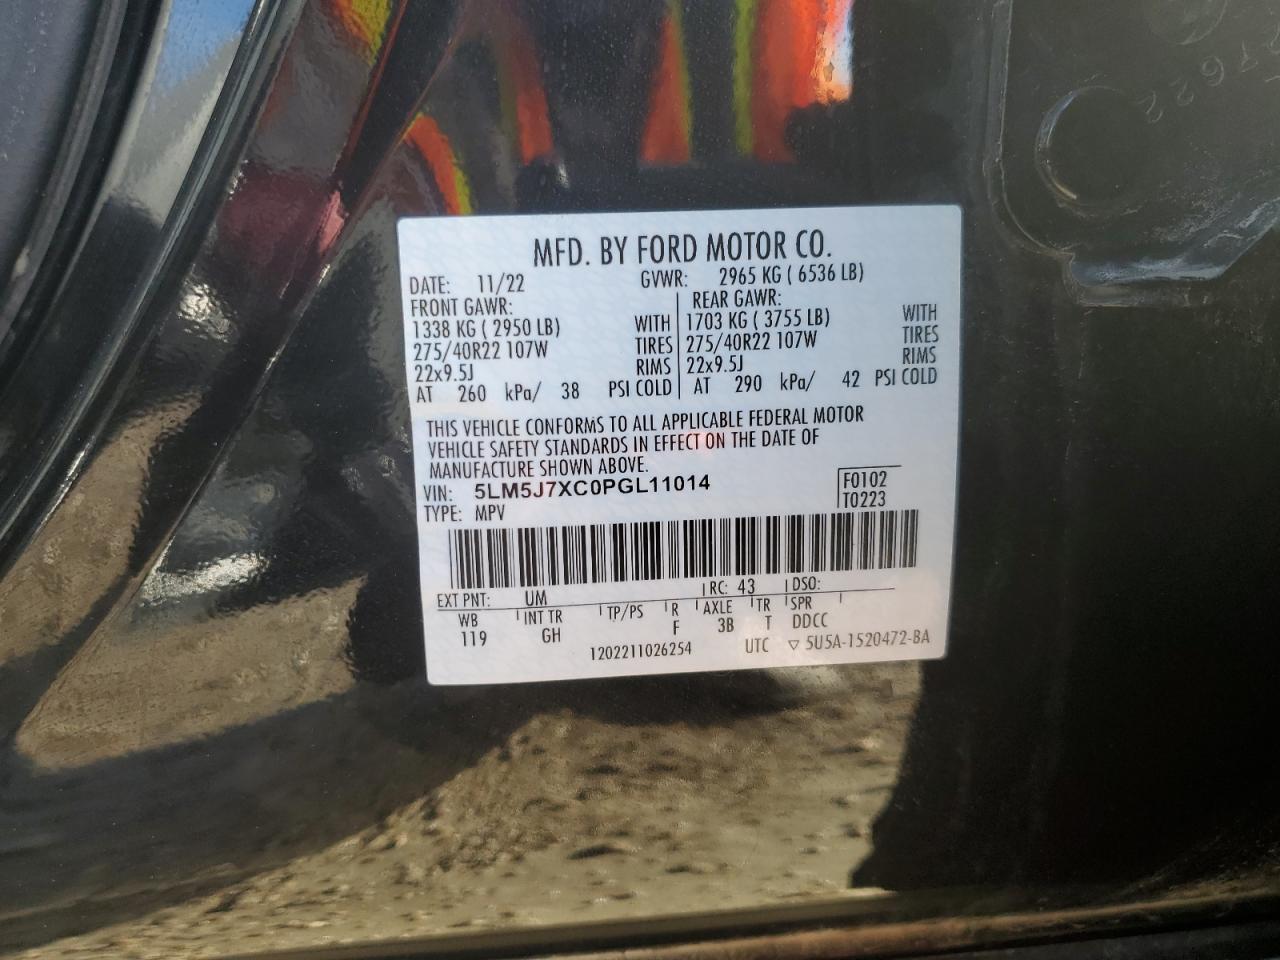 MFD. BY FORD MOTOR CO.
DATE: 11/22 GVWR: 2965 KG ( 6536 LB)
FRONT GAWR: REAR GAWR:
1338 KG ( 2950 LB) WITH 1703 KG ( 3755 LB) WITH
275/40R22 107W TIRES 275/40R22 107W TIRES
22x9.5J RIMS 22x9.5J RIMS
AT 260 kPa/ 38 PSI COLD AT 290 kPa/ 42 PSI COLD
THIS VEHICLE CONFORMS TO ALL APPLICABLE FEDERAL MOTOR
VEHICLE SAFETY STANDARDS IN EFFECT ON THE DATE OF
MANUFACTURE SHOWN ABOVE.
VIN: 5LM5J7XC0PGL11014 F0102
TYPE: MPV T0223
EXT PNT: UM RC: 43 DSO:
WB INT TR TP/PS R AXLE TR SPR
119 GH F 3B T DDCC
1202211026254 UTC ▽ 5U5A-1520472-BA